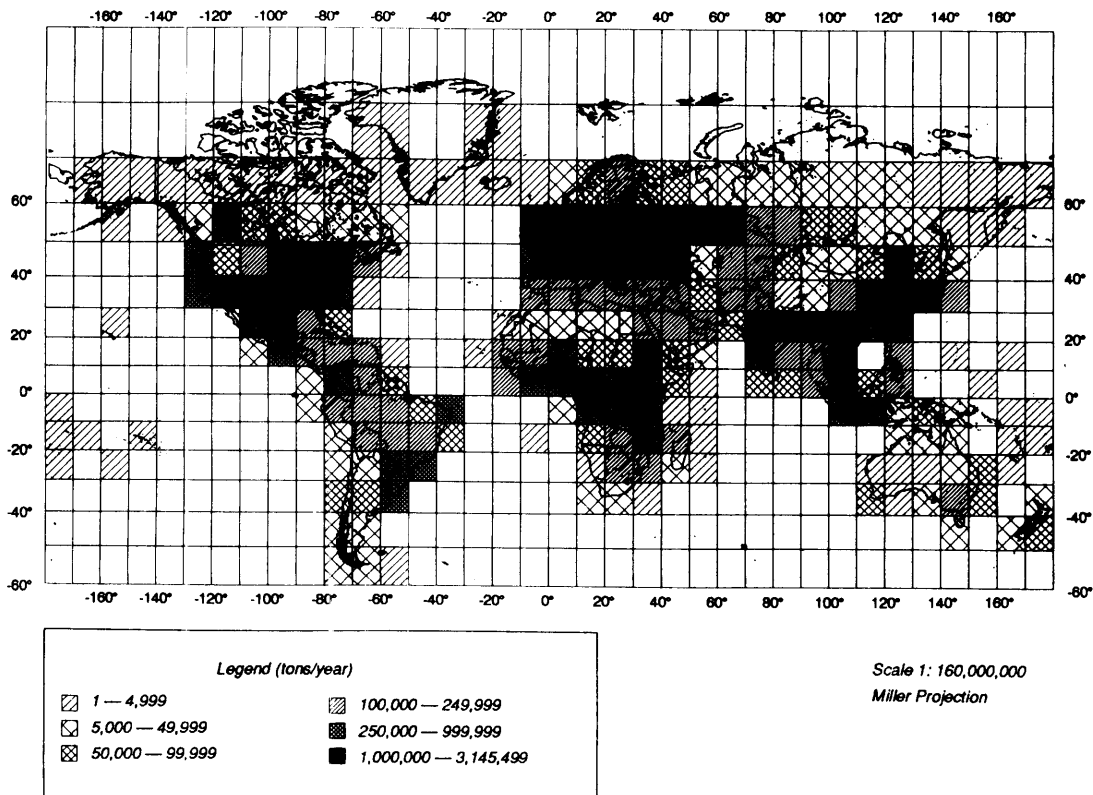 -160° -140° -120° -100° -80° -60° -40° -20° 0° 20° 40° 60° 80° 100° 120° 140° 160°
60° 60°
40° 40°
20° 20°
0° 0°
-20° -20°
-40° -40°
-60° -60°
-160° -140° -120° -100° -80° -60° -40° -20° 0° 20° 40° 60° 80° 100° 120° 140° 160°
Legend (tons/year)
1 — 4,999
5,000 — 49,999
50,000 — 99,999
100,000 — 249,999
250,000 — 999,999
1,000,000 — 3,145,499
Scale 1: 160,000,000
Miller Projection